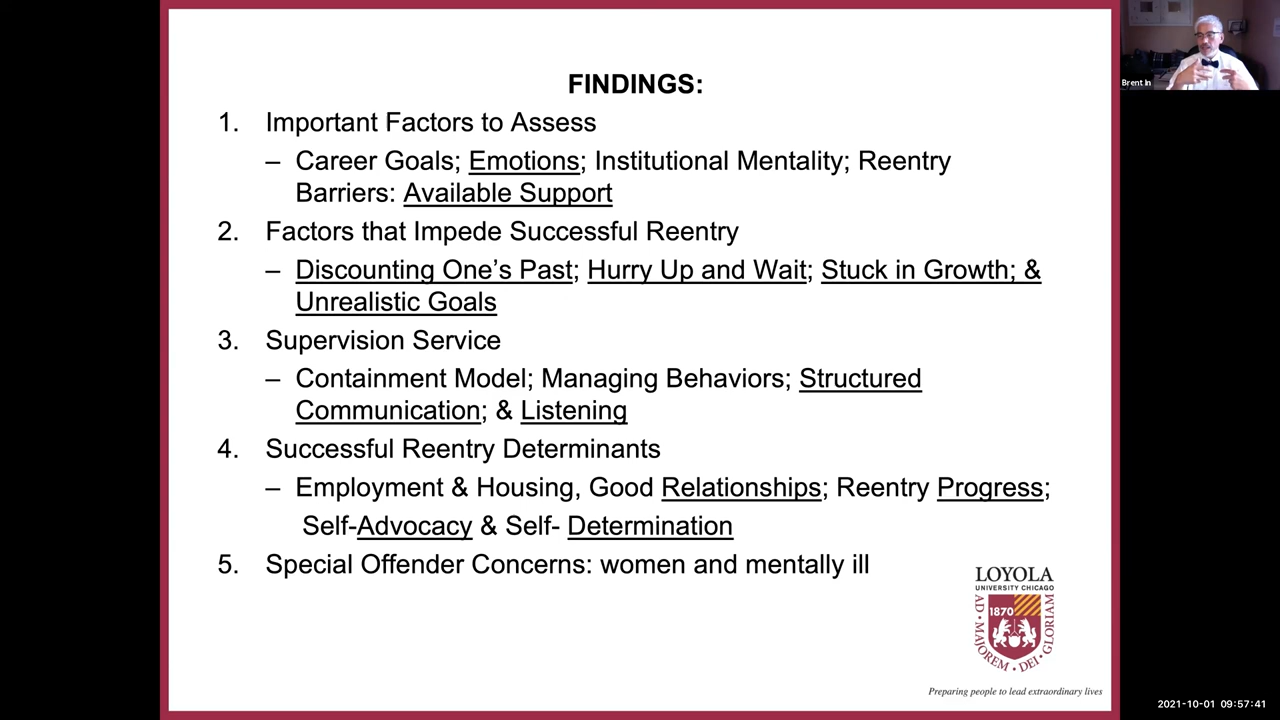 FINDINGS:
1. Important Factors to Assess
– Career Goals; Emotions; Institutional Mentality; Reentry
Barriers: Available Support
2. Factors that Impede Successful Reentry
– Discounting One's Past; Hurry Up and Wait; Stuck in Growth; &
Unrealistic Goals
3. Supervision Service
– Containment Model; Managing Behaviors; Structured
Communication; & Listening
4. Successful Reentry Determinants
– Employment & Housing, Good Relationships; Reentry Progress;
Self-Advocacy & Self- Determination
5. Special Offender Concerns: women and mentally ill
LOYOLA
UNIVERSITY CHICAGO
1870
AD • MAJOREM • DEI • GLORIAM
Preparing people to lead extraordinary lives
Brent In
2021-10-01 09:57:41